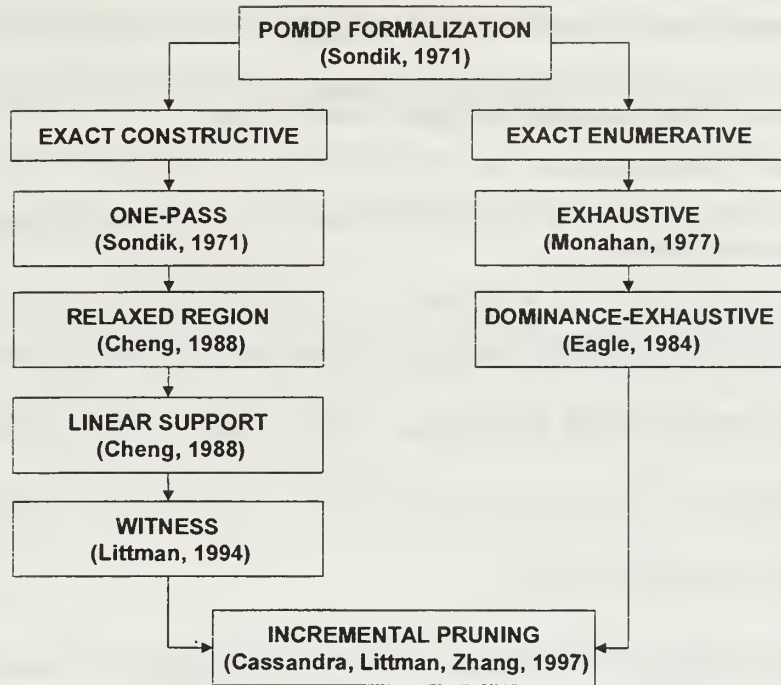 POMDP FORMALIZATION
(Sondik, 1971)
EXACT CONSTRUCTIVE
EXACT ENUMERATIVE
ONE-PASS
(Sondik, 1971)
EXHAUSTIVE
(Monahan, 1977)
RELAXED REGION
(Cheng, 1988)
DOMINANCE-EXHAUSTIVE
(Eagle, 1984)
LINEAR SUPPORT
(Cheng, 1988)
WITNESS
(Littman, 1994)
INCREMENTAL PRUNING
(Cassandra, Littman, Zhang, 1997)